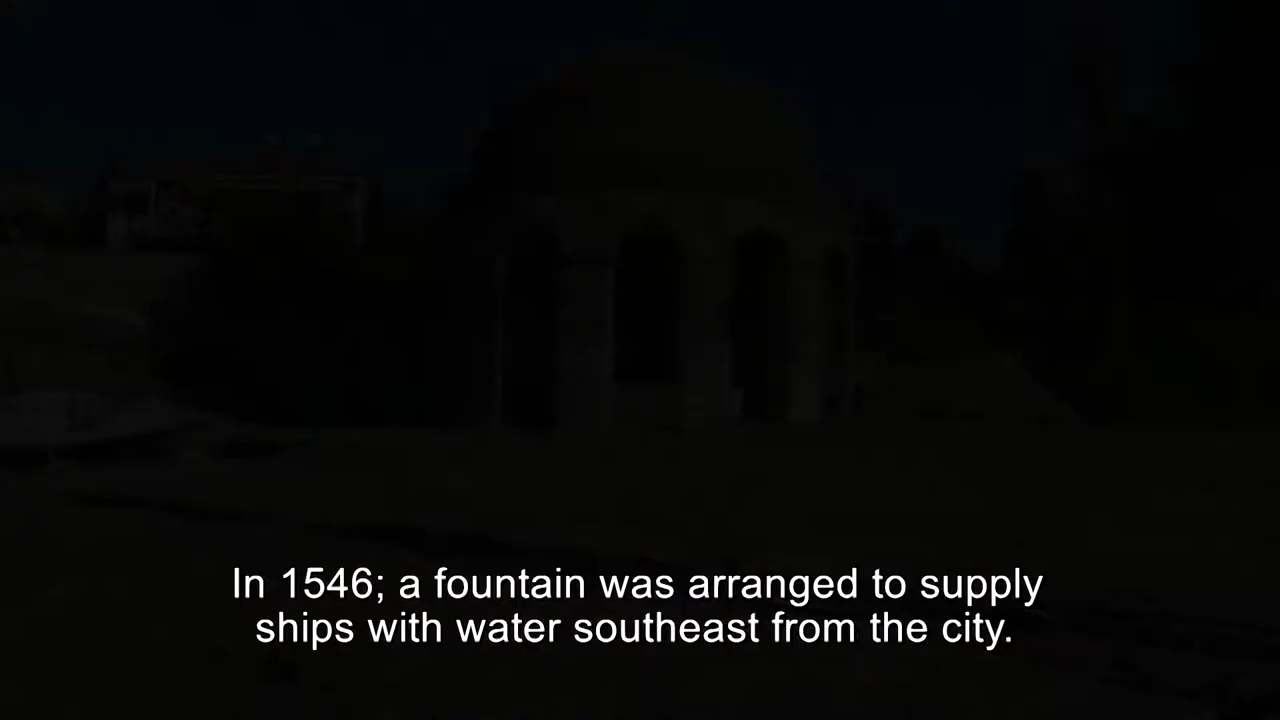 In 1546; a fountain was arranged to supply
ships with water southeast from the city.